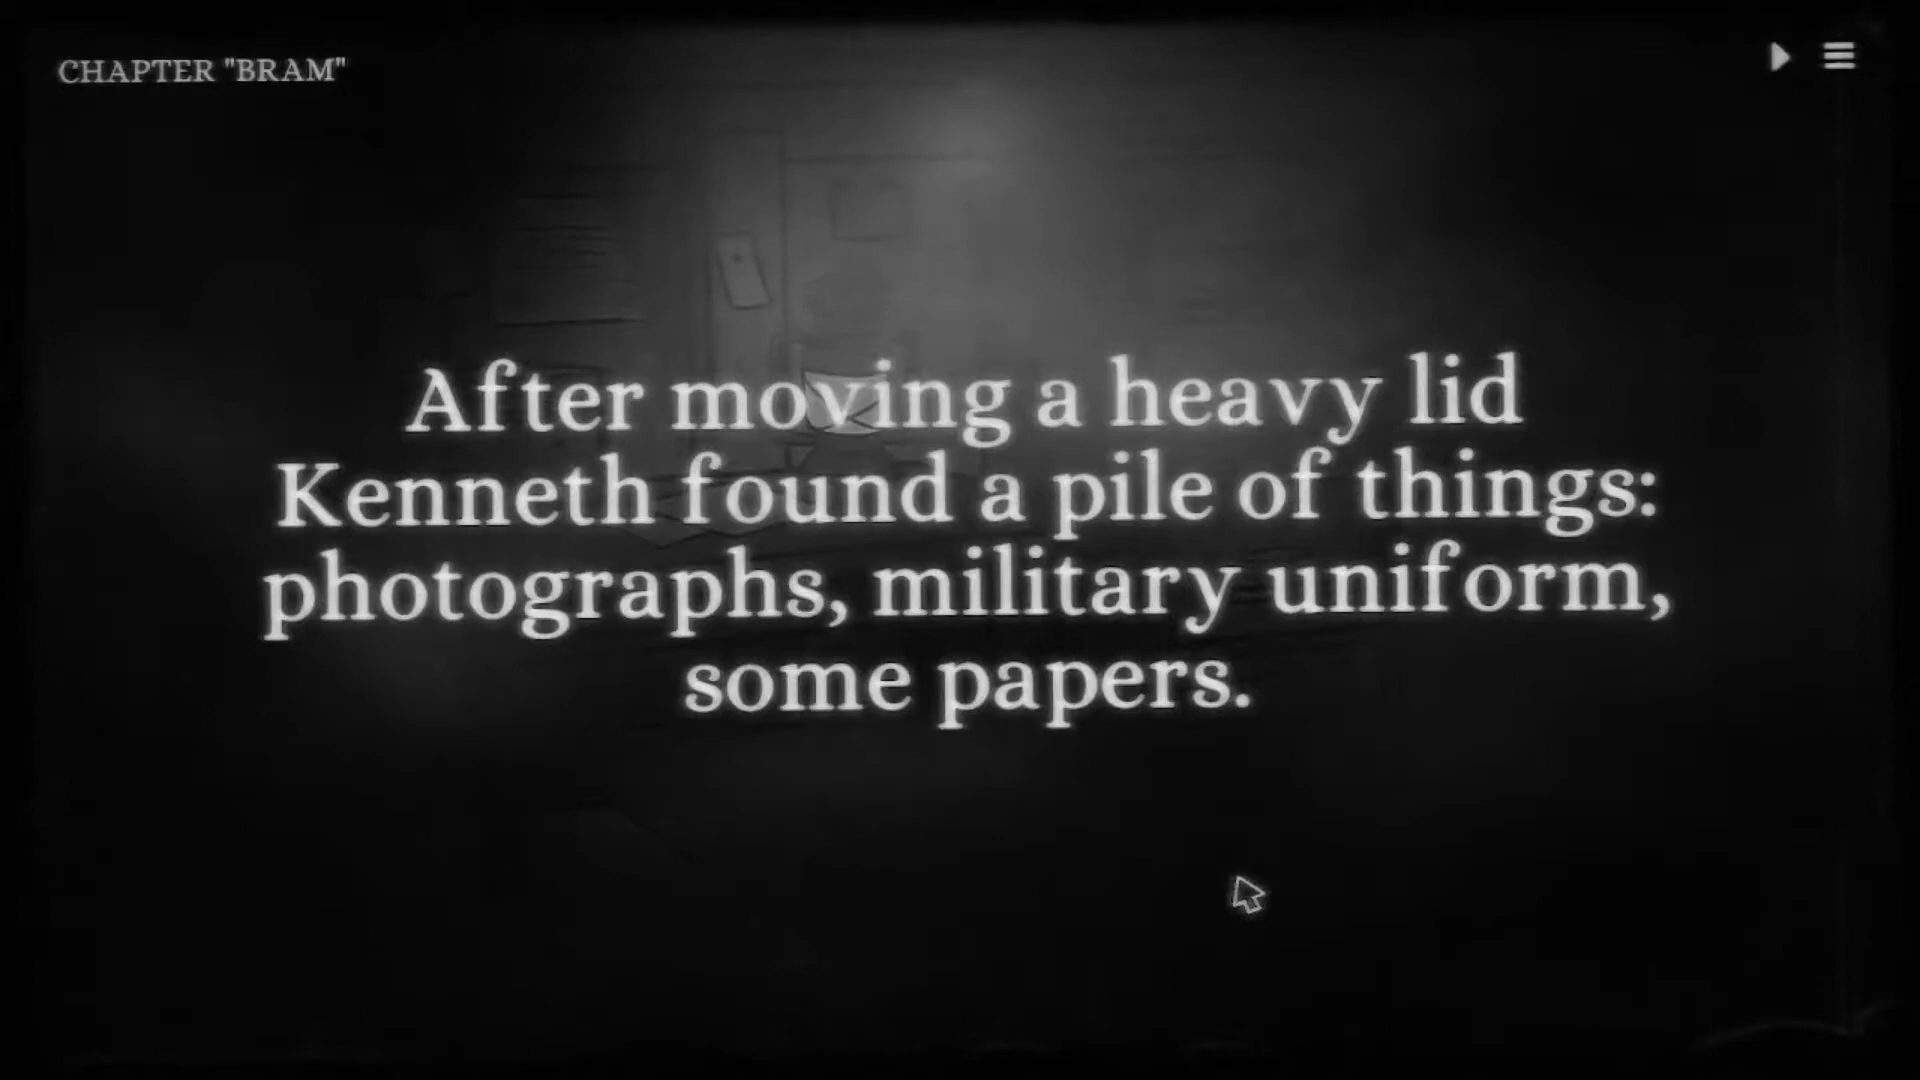 CHAPTER "BRAM"
After moving a heavy lid
Kenneth found a pile of things:
photographs, military uniform,
some papers.